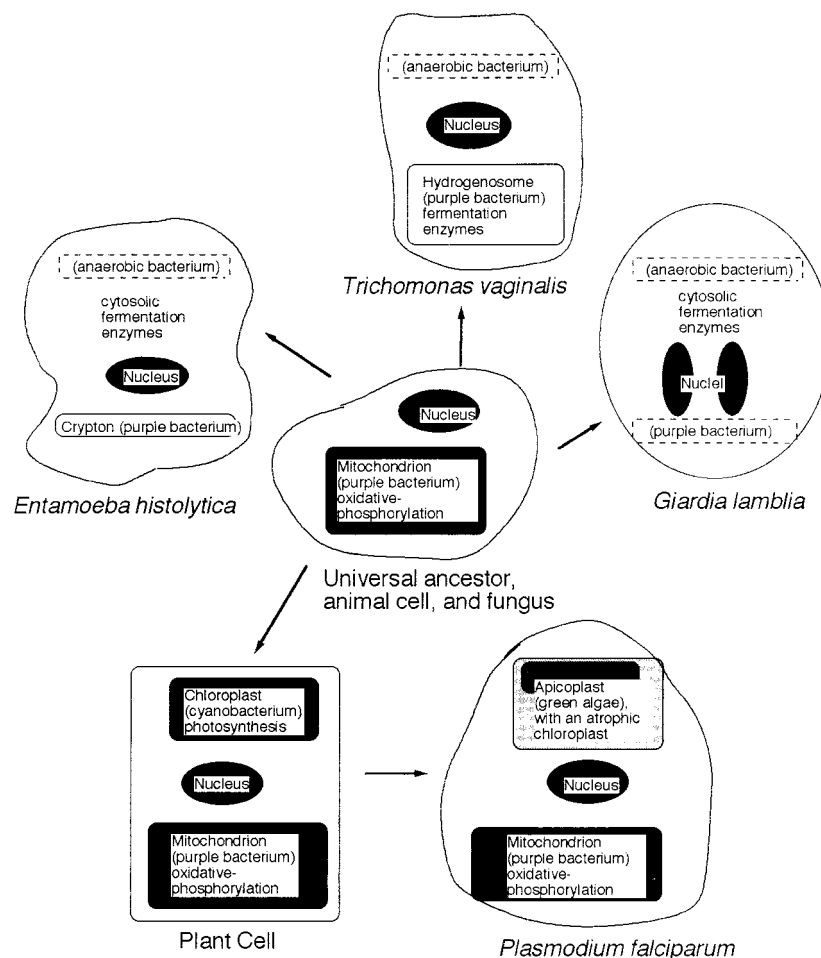 (anaerobic bacterium)
Nucleus
Hydrogenosome
(purple bacterium)
fermentation
enzymes
Trichomonas vaginalis
(anaerobic bacterium)
cytosolic
fermentation
enzymes
Nucleus
Crypton (purple bacterium)
Entamoeba histolytica
(anaerobic bacterium)
cytosolic
fermentation
enzymes
Nuclei
(purple bacterium)
Giardia lamblia
Nucleus
Mitochondrion
(purple bacterium)
oxidative-
phosphorylation
Universal ancestor,
animal cell, and fungus
Chloroplast
(cyanobacterium)
photosynthesis
Nucleus
Mitochondrion
(purple bacterium)
oxidative-
phosphorylation
Plant Cell
Apicoplast
(green algae),
with an atrophic
chloroplast
Nucleus
Mitochondrion
(purple bacterium)
oxidative-
phosphorylation
Plasmodium falciparum